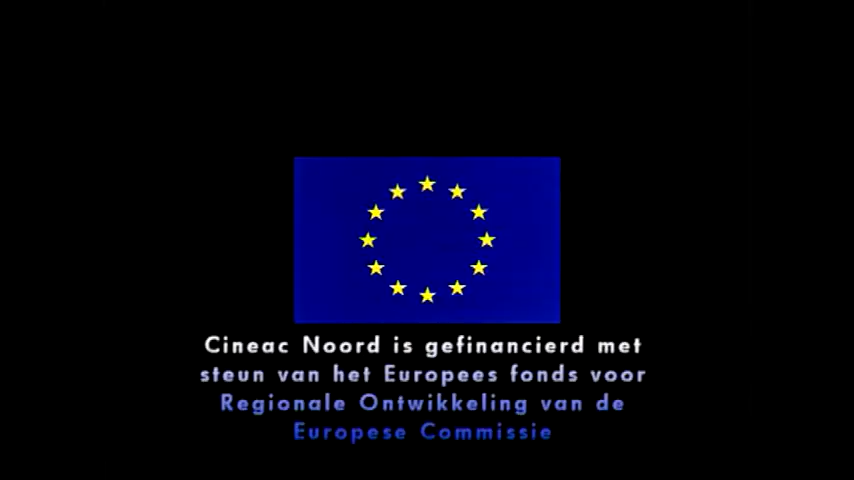 Cineac Noord is gefinancierd met
steun van het Europees fonds voor
Regionale Ontwikkeling van de
Europese Commissie